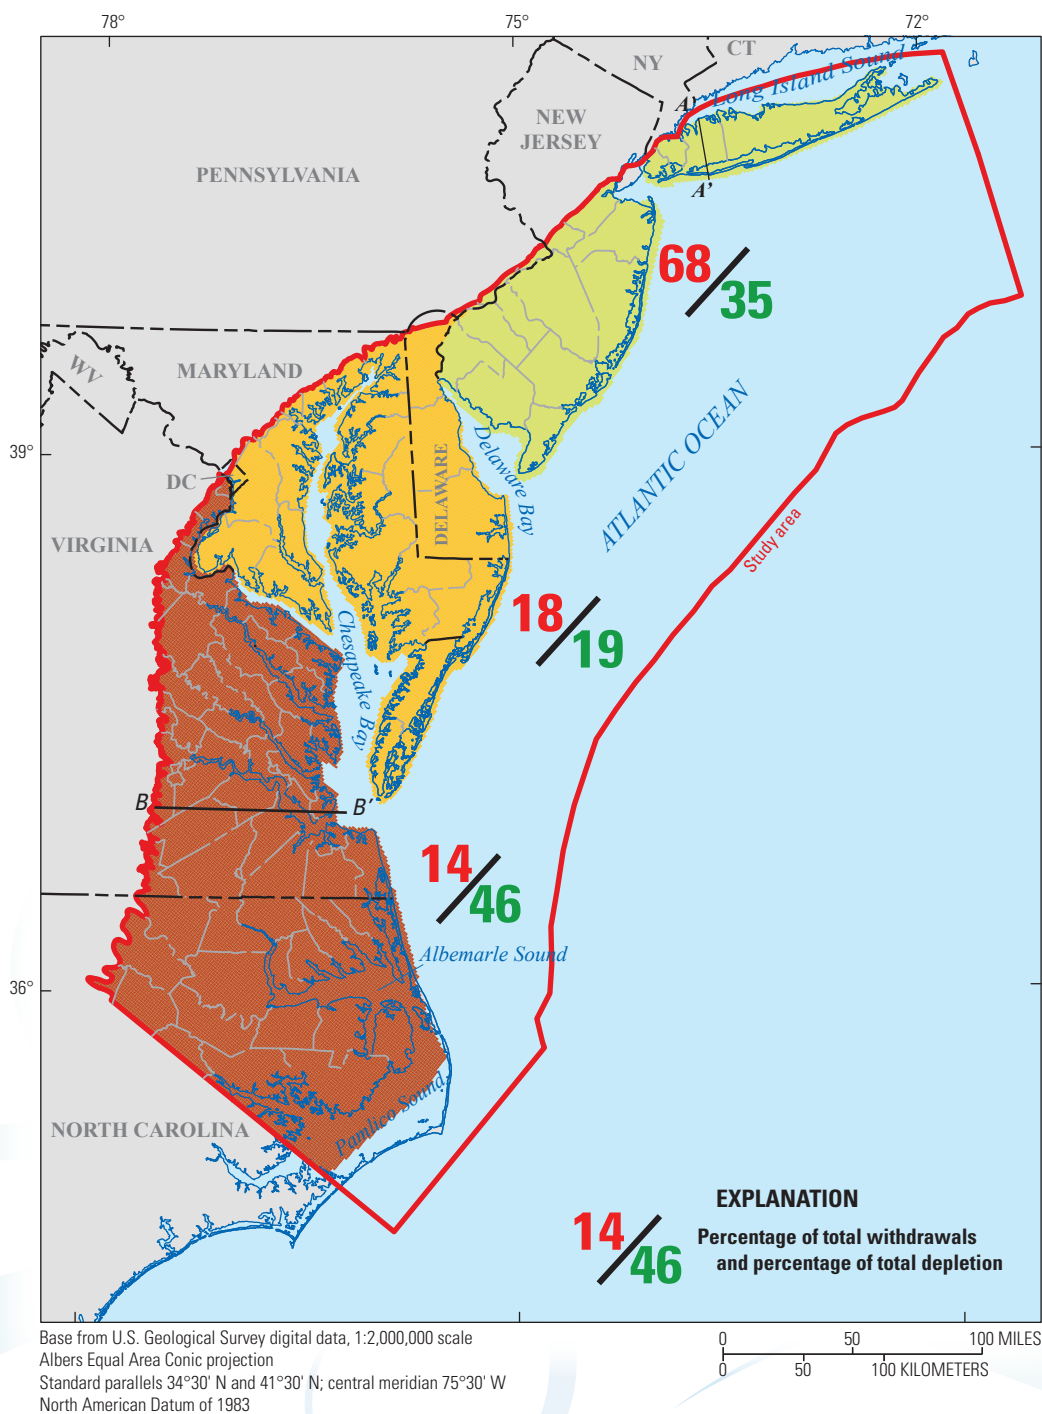 78°
75°
72°
CT
NY
Long Island Sound
A
NEW
JERSEY
PENNSYLVANIA
A'
68
35
WV
MARYLAND
ATLANTIC OCEAN
39°
DC
DELAWARE
Delaware Bay
Study area
VIRGINIA
18
19
Chesapeake Bay
B
B'
14
46
Albemarle Sound
36°
Pamlico Sound
NORTH CAROLINA
EXPLANATION
14
46
Percentage of total withdrawals
and percentage of total depletion
Base from U.S. Geological Survey digital data, 1:2,000,000 scale
Albers Equal Area Conic projection
Standard parallels 34°30' N and 41°30' N; central meridian 75°30' W
North American Datum of 1983
0 50 100 MILES
0 50 100 KILOMETERS